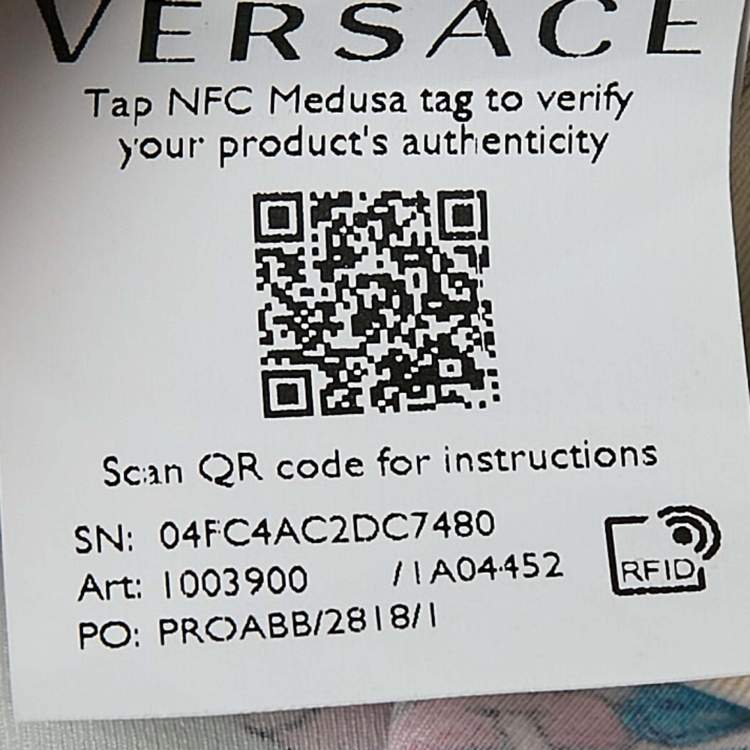 VERSACE
Tap NFC Medusa tag to verify
your product's authenticity
Scan QR code for instructions
SN: 04FC4AC2DC7480
Art: 1003900 /1A04452
RFID
PO: PROABB/2818/1